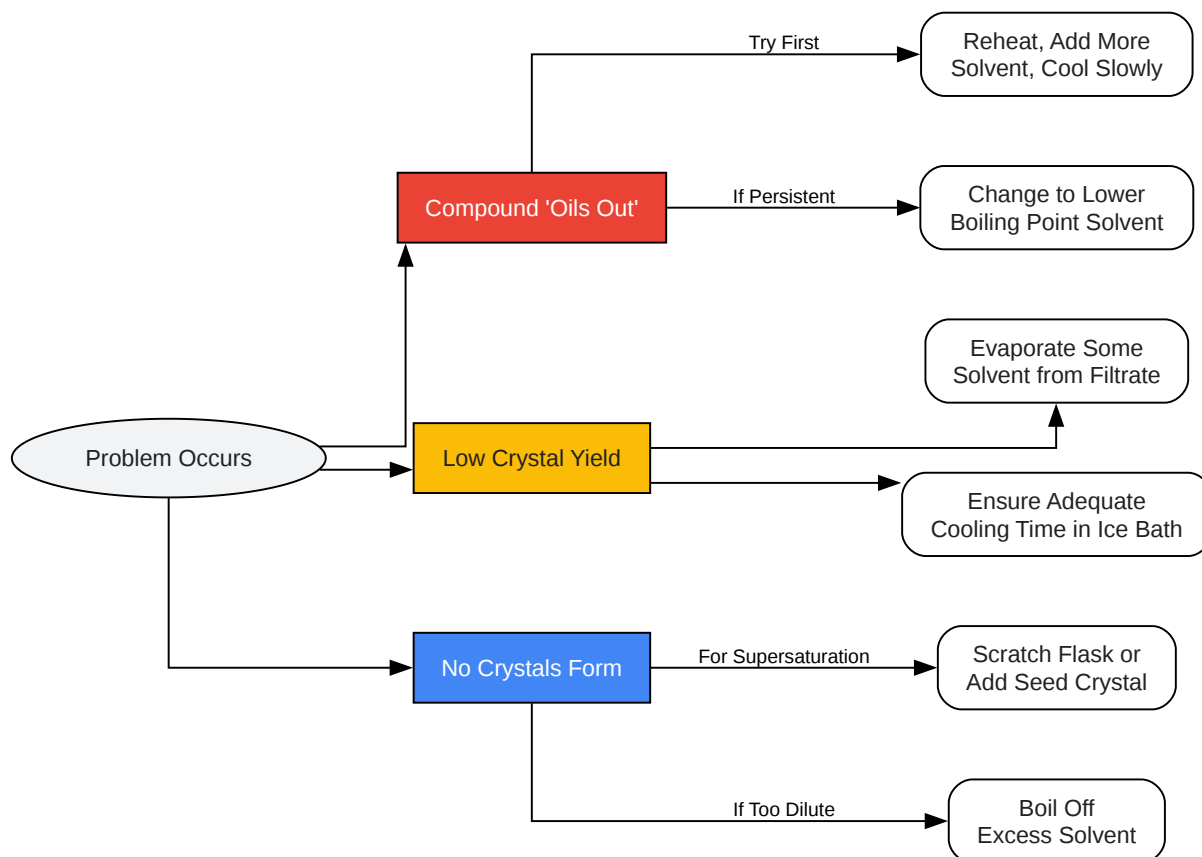 Try First
Reheat, Add More
Solvent, Cool Slowly
Compound 'Oils Out'
If Persistent
Change to Lower
Boiling Point Solvent
Evaporate Some
Solvent from Filtrate
Problem Occurs
Low Crystal Yield
Ensure Adequate
Cooling Time in Ice Bath
No Crystals Form
For Supersaturation
Scratch Flask or
Add Seed Crystal
If Too Dilute
Boil Off
Excess Solvent